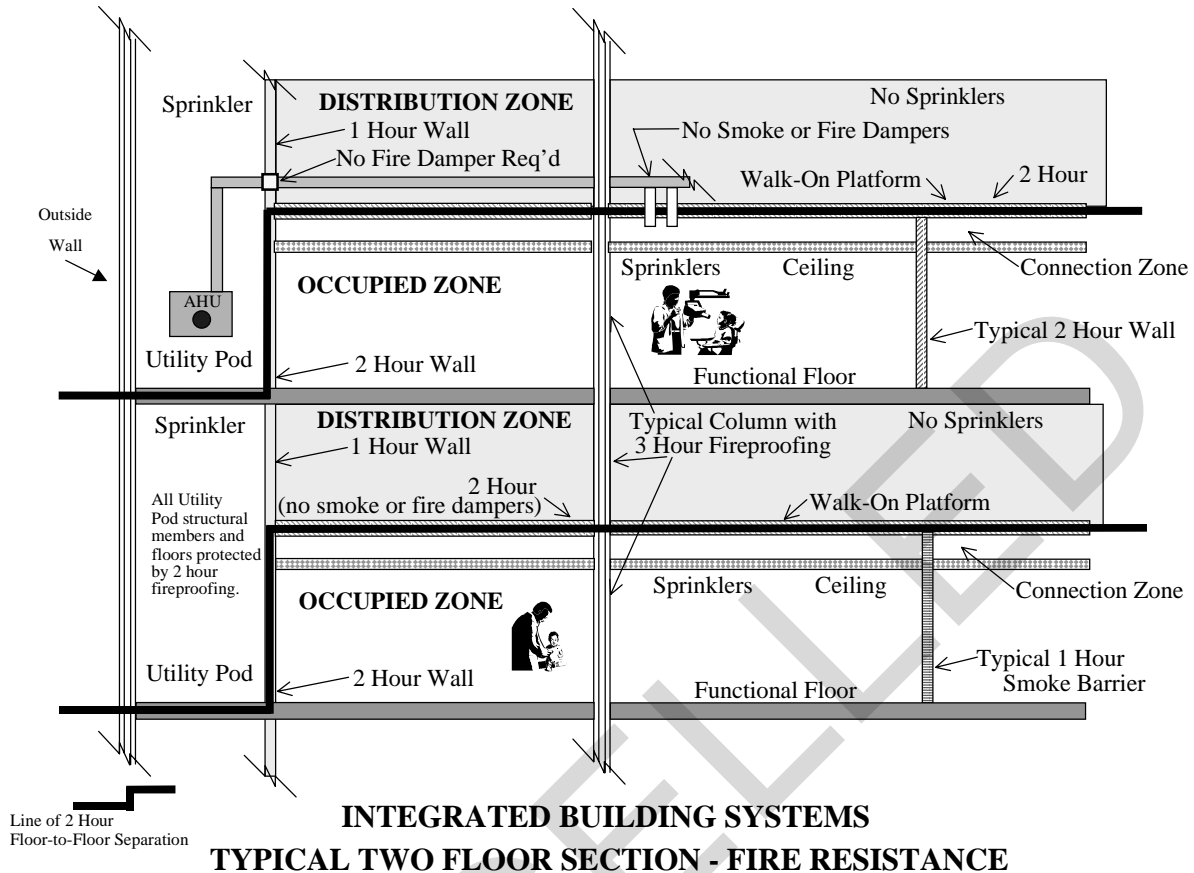 Sprinkler
DISTRIBUTION ZONE
No Sprinklers
1 Hour Wall
No Smoke or Fire Dampers
No Fire Damper Req'd
Walk-On Platform
2 Hour
Outside
Wall
Connection Zone
Sprinklers
Ceiling
OCCUPIED ZONE
AHU
Typical 2 Hour Wall
Utility Pod
2 Hour Wall
Functional Floor
Sprinkler
DISTRIBUTION ZONE
Typical Column with
3 Hour Fireproofing
No Sprinklers
1 Hour Wall
2 Hour
(no smoke or fire dampers)
Walk-On Platform
All Utility
Pod structural
members and
floors protected
by 2 hour
fireproofing.
Sprinklers
Ceiling
Connection Zone
OCCUPIED ZONE
Utility Pod
2 Hour Wall
Typical 1 Hour
Smoke Barrier
Functional Floor
Line of 2 Hour
Floor-to-Floor Separation
INTEGRATED BUILDING SYSTEMS
TYPICAL TWO FLOOR SECTION - FIRE RESISTANCE
ELLED